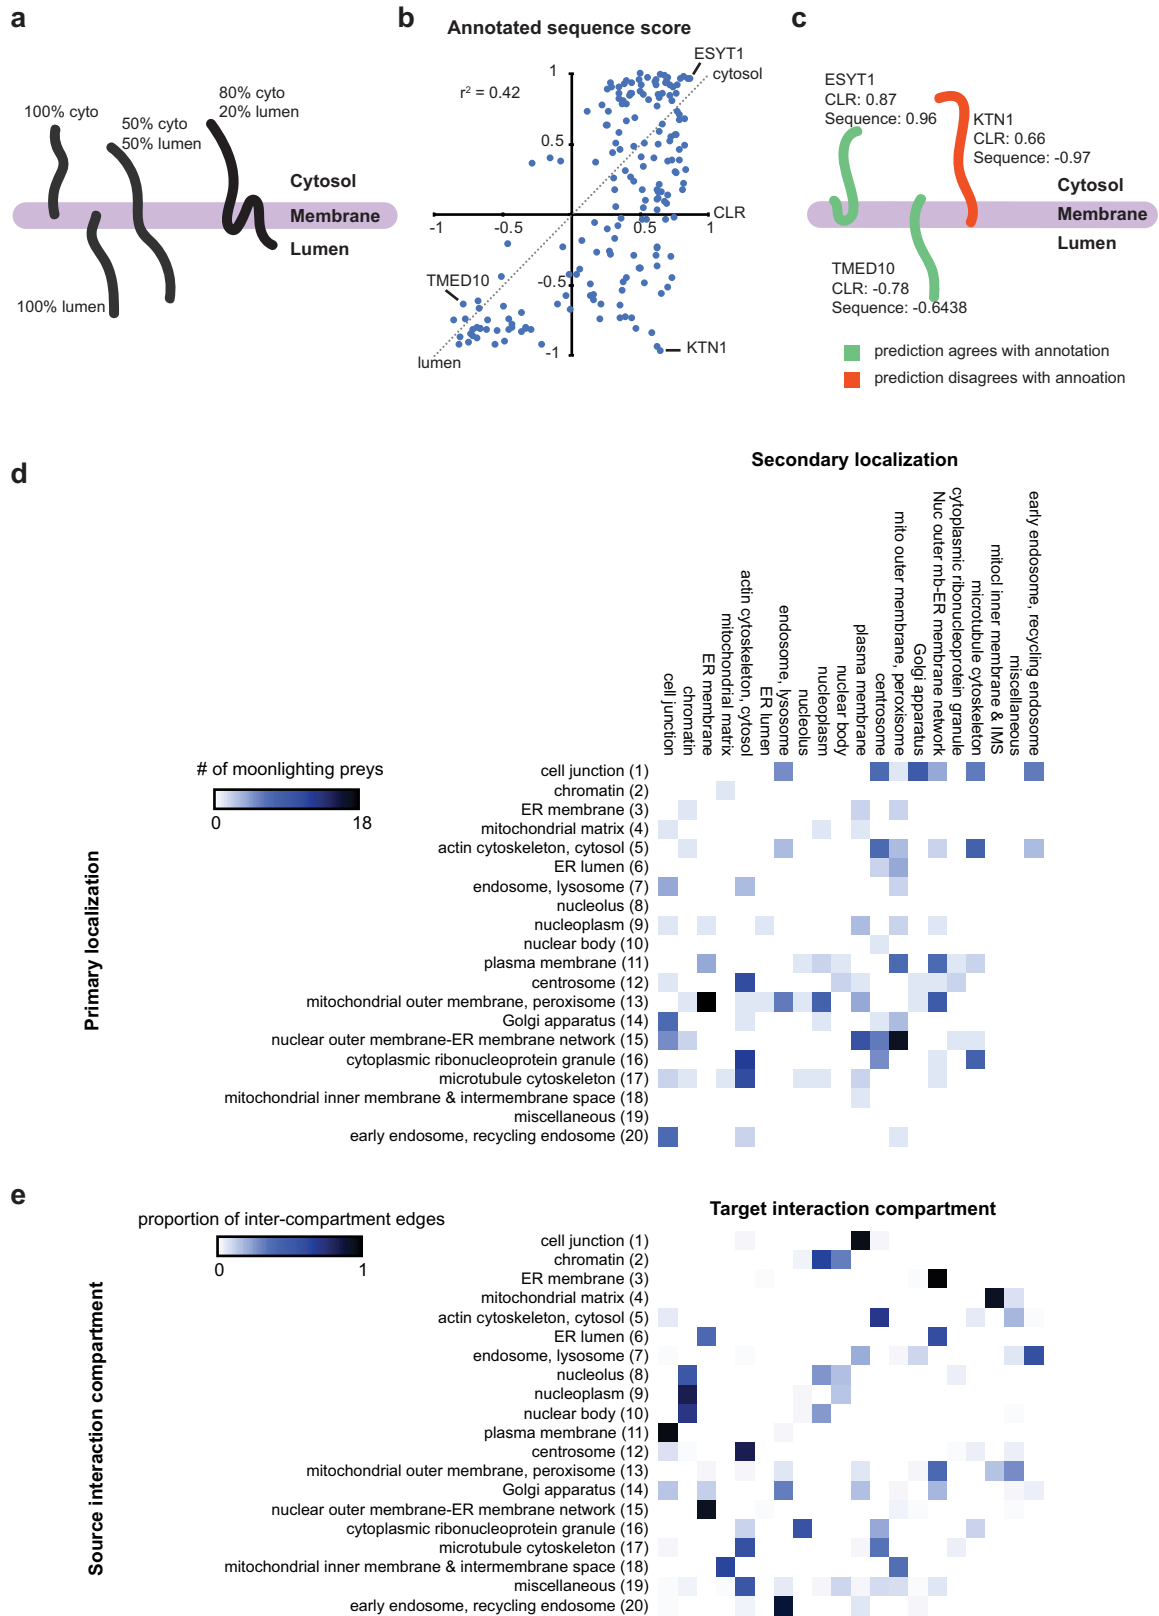 a
100% cyto
50% cyto
50% lumen
80% cyto
20% lumen
Cytosol
Membrane
Lumen
100% lumen
b
Annotated sequence score
ESYT1
cytosol
r² = 0.42
1
0.5
CLR
-1
-0.5
0
0.5
1
TMED10
-0.5
-1
KTN1
lumen
c
ESYT1
CLR: 0.87
Sequence: 0.96
KTN1
CLR: 0.66
Sequence: -0.97
Cytosol
Membrane
Lumen
TMED10
CLR: -0.78
Sequence: -0.6438
prediction agrees with annotation
prediction disagrees with annoation
d
Secondary localization
cell junction
chromatin
ER membrane
mitochondrial matrix
actin cytoskeleton, cytosol
ER lumen
endosome, lysosome
nucleolus
nucleoplasm
nuclear body
plasma membrane
centrosome
mito outer membrane, peroxisome
Golgi apparatus
Nuc outer mb-ER membrane network
cytoplasmic ribonucleoprotein granule
microtubule cytoskeleton
mitocl inner membrane & IMS
miscellaneous
early endosome, recycling endosome
# of moonlighting preys
0
18
Primary localization
cell junction (1)
chromatin (2)
ER membrane (3)
mitochondrial matrix (4)
actin cytoskeleton, cytosol (5)
ER lumen (6)
endosome, lysosome (7)
nucleolus (8)
nucleoplasm (9)
nuclear body (10)
plasma membrane (11)
centrosome (12)
mitochondrial outer membrane, peroxisome (13)
Golgi apparatus (14)
nuclear outer membrane-ER membrane network (15)
cytoplasmic ribonucleoprotein granule (16)
microtubule cytoskeleton (17)
mitochondrial inner membrane & intermembrane space (18)
miscellaneous (19)
early endosome, recycling endosome (20)
e
proportion of inter-compartment edges
0
1
Target interaction compartment
Source interaction compartment
cell junction (1)
chromatin (2)
ER membrane (3)
mitochondrial matrix (4)
actin cytoskeleton, cytosol (5)
ER lumen (6)
endosome, lysosome (7)
nucleolus (8)
nucleoplasm (9)
nuclear body (10)
plasma membrane (11)
centrosome (12)
mitochondrial outer membrane, peroxisome (13)
Golgi apparatus (14)
nuclear outer membrane-ER membrane network (15)
cytoplasmic ribonucleoprotein granule (16)
microtubule cytoskeleton (17)
mitochondrial inner membrane & intermembrane space (18)
miscellaneous (19)
early endosome, recycling endosome (20)